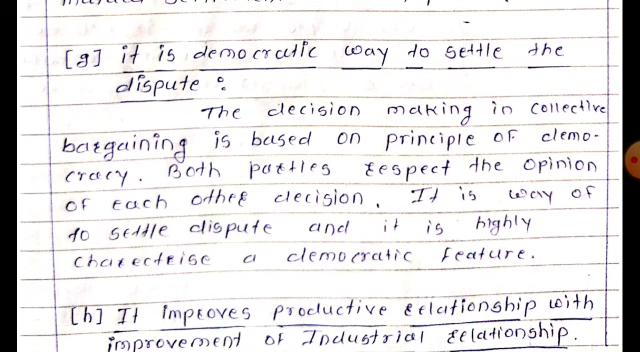 [g] it is democratic way to settle the
dispute :
The decision making in collective
bargaining is based on principle of demo-
cracy. Both parties respect the opinion
of each other decision. It is way of
to settle dispute and it is highly
charecterise a democratic feature.
[h] It improves productive relationship with
improvement of Industrial relationship.